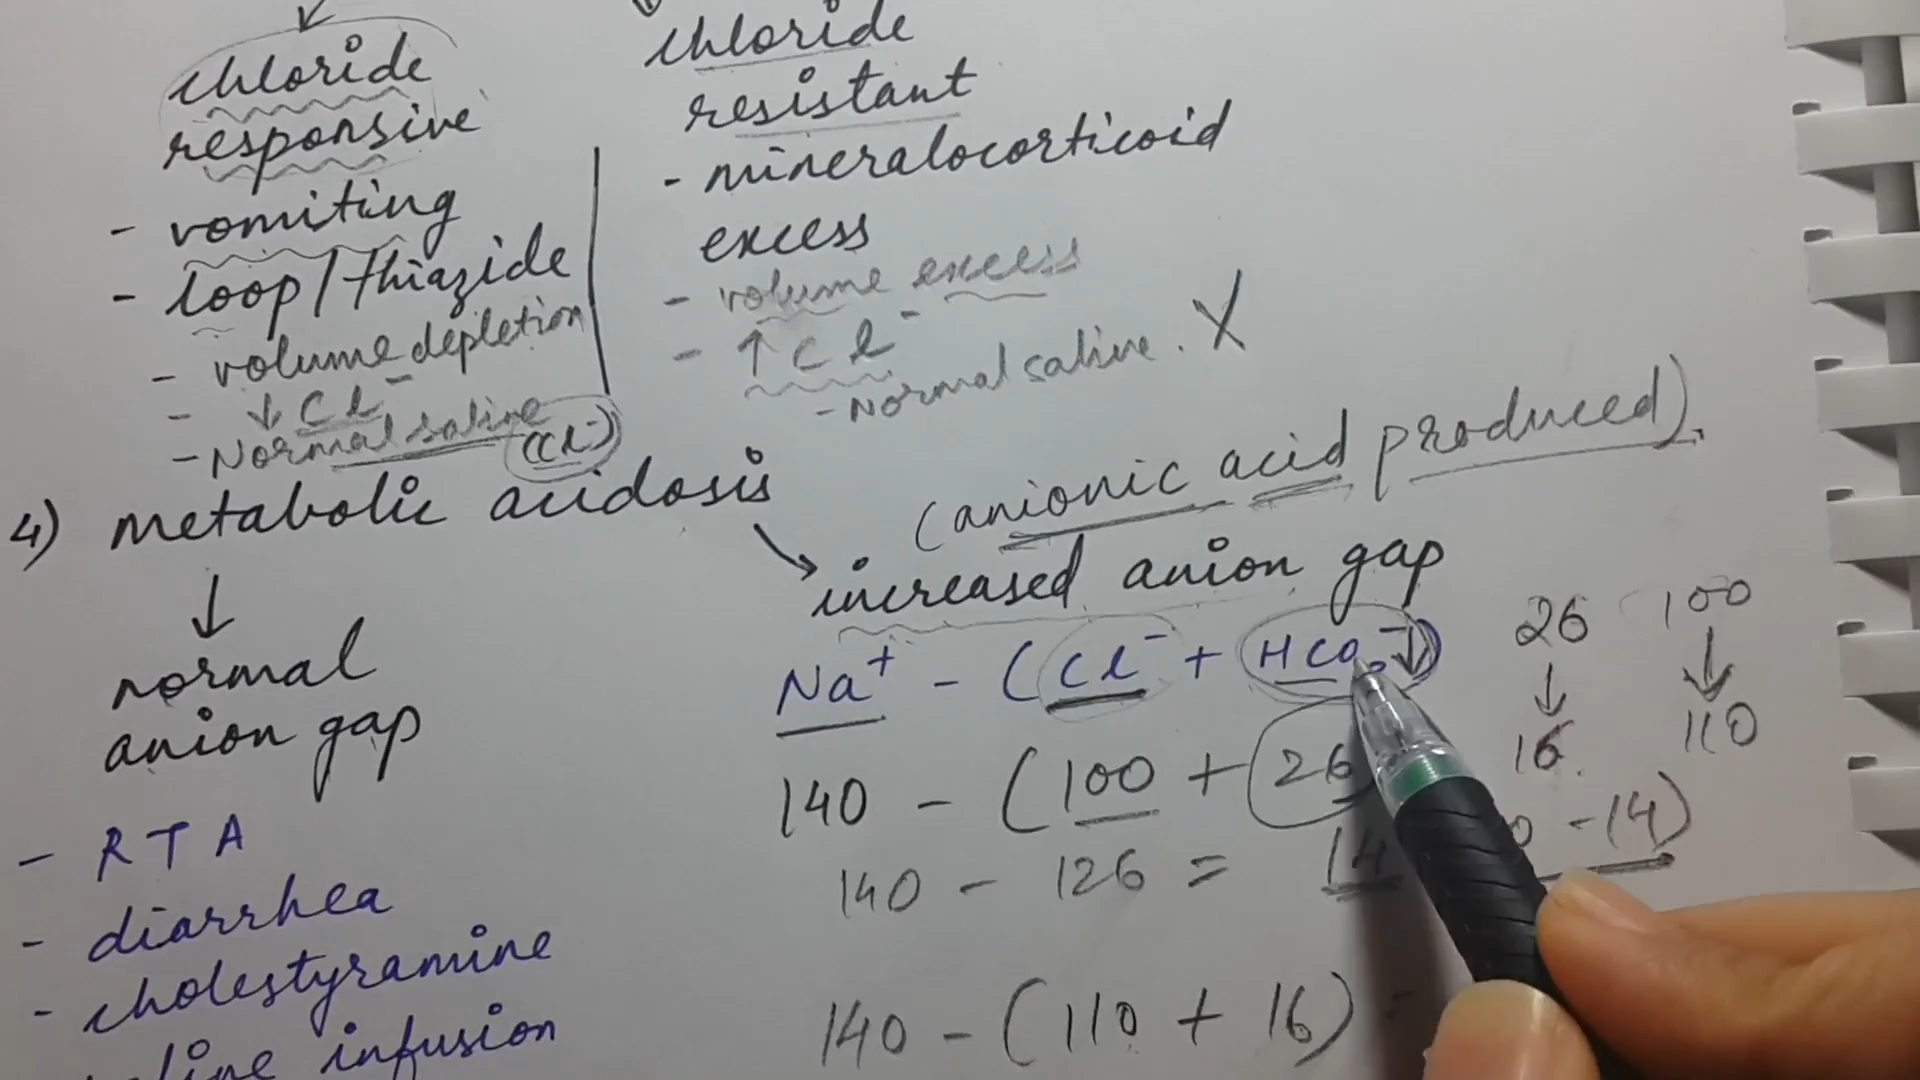 chloride
responsive
- vomiting
- loop/thiazide
- volume depletion
- ↓ Cl⁻
- Normal saline
(Cl⁻)
chloride
resistant
- mineralocorticoid
excess
- volume excess
- ↑ Cl⁻
- Normal saline. X
4) metabolic acidosis
↓
normal
anion gap
- RTA
- diarrhea
- cholestyramine
infusion
(anionic acid produced)
increased anion gap
Na⁺ - (Cl⁻ + HCO₃⁻↓)
140 - (100 + 26
140 - 126 = 14
-14)
140 - (110 + 16) =
26 ↓ 16
100 ↓ 110